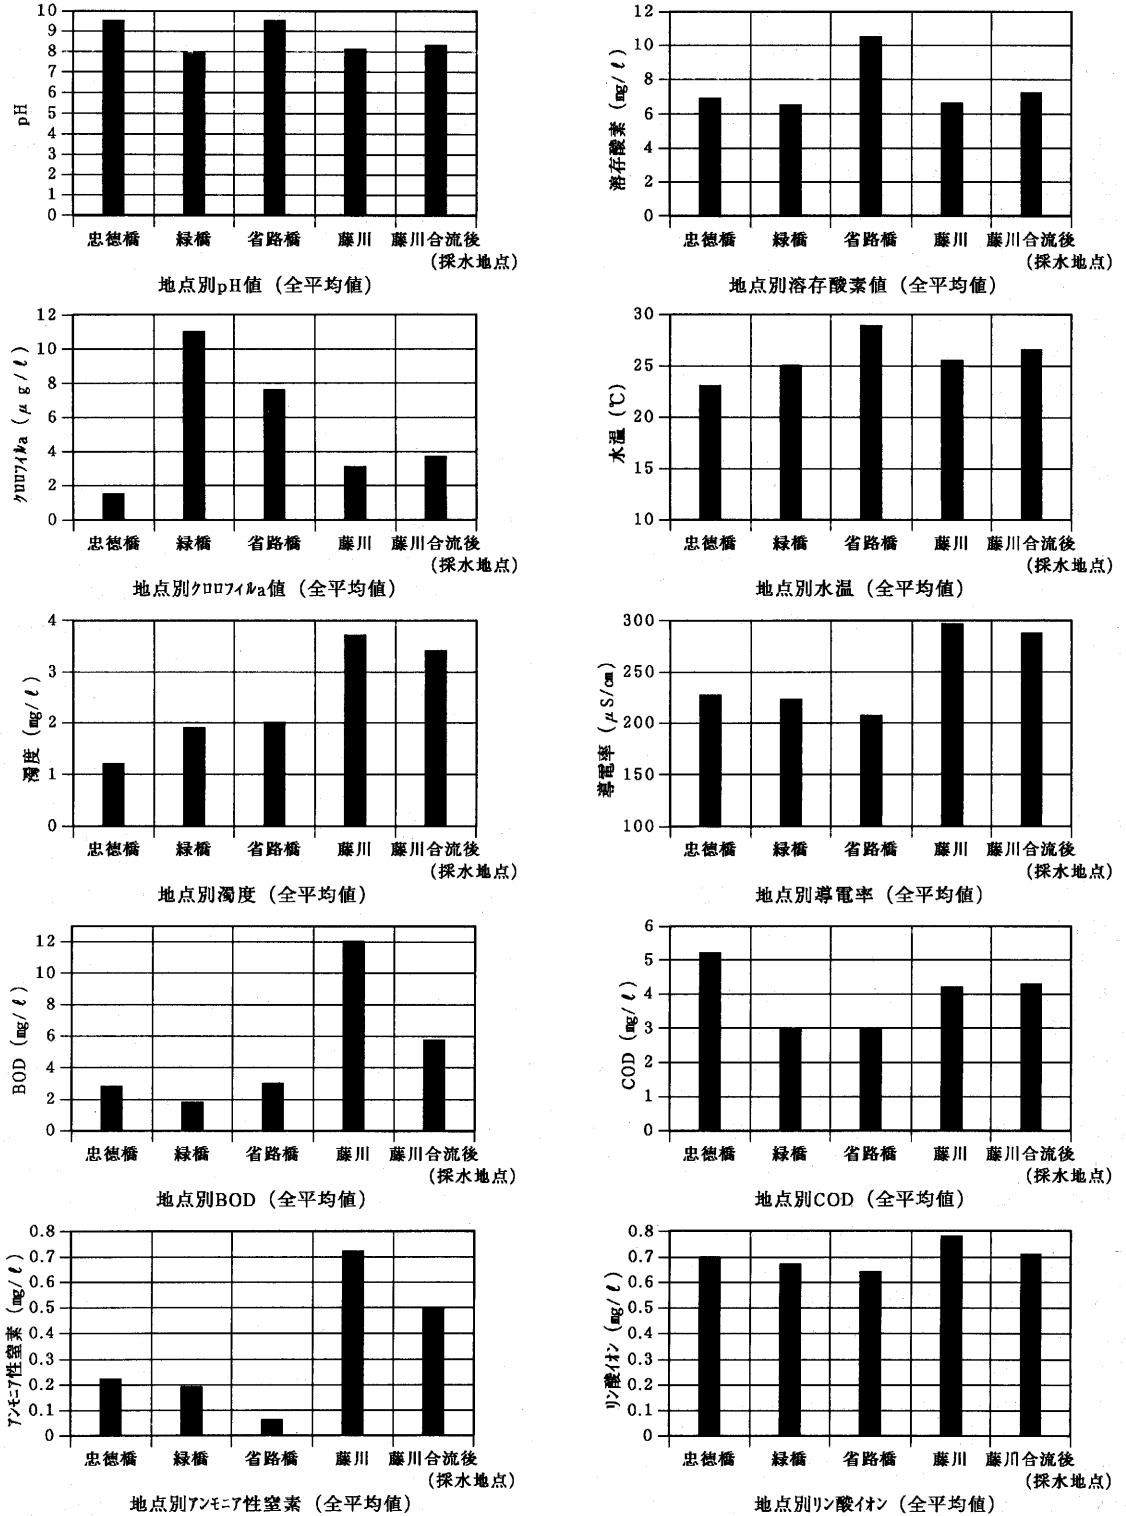 10
9
8
7
6
5
4
3
2
1
0
pH
忠徳橋 緑橋 省路橋 藤川 藤川合流後
(採水地点)
地点別pH値 (全平均値)
12
10
8
6
4
2
0
溶存酸素 (mg/ℓ)
忠徳橋 緑橋 省路橋 藤川 藤川合流後
(採水地点)
地点別溶存酸素値 (全平均値)
12
10
8
6
4
2
0
クロロフィルa (μg/ℓ)
忠徳橋 緑橋 省路橋 藤川 藤川合流後
(採水地点)
地点別クロロフィルa値 (全平均値)
30
25
20
15
10
水温 (℃)
忠徳橋 緑橋 省路橋 藤川 藤川合流後
(採水地点)
地点別水温 (全平均値)
4
3
2
1
0
濁度 (mg/ℓ)
忠徳橋 緑橋 省路橋 藤川 藤川合流後
(採水地点)
地点別濁度 (全平均値)
300
250
200
150
100
導電率 (μS/cm)
忠徳橋 緑橋 省路橋 藤川 藤川合流後
(採水地点)
地点別導電率 (全平均値)
12
10
8
6
4
2
0
BOD (mg/ℓ)
忠徳橋 緑橋 省路橋 藤川 藤川合流後
(採水地点)
地点別BOD (全平均値)
6
5
4
3
2
1
0
COD (mg/ℓ)
忠徳橋 緑橋 省路橋 藤川 藤川合流後
(採水地点)
地点別COD (全平均値)
0.8
0.7
0.6
0.5
0.4
0.3
0.2
0.1
0
アンモニア性窒素 (mg/ℓ)
忠徳橋 緑橋 省路橋 藤川 藤川合流後
(採水地点)
地点別アンモニア性窒素 (全平均値)
0.8
0.7
0.6
0.5
0.4
0.3
0.2
0.1
0
リン酸イオン (mg/ℓ)
忠徳橋 緑橋 省路橋 藤川 藤川合流後
(採水地点)
地点別リン酸イオン (全平均値)